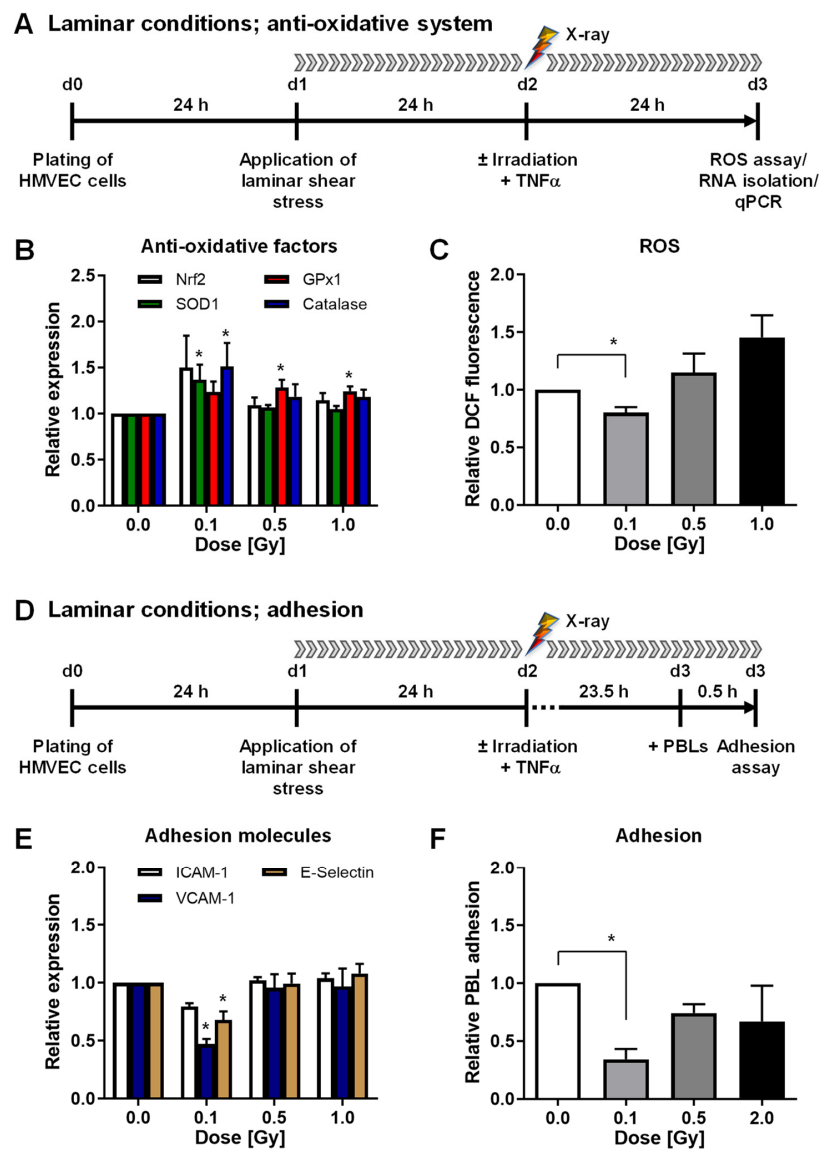 A Laminar conditions; anti-oxidative system
X-ray
d0 d1 d2 d3
24 h 24 h 24 h
Plating of
HMVEC cells
Application of
laminar shear
stress
± Irradiation
+ TNFα
ROS assay/
RNA isolation/
qPCR
B Anti-oxidative factors
Nrf2 GPx1
SOD1 Catalase
Relative expression
2.5
2.0
1.5
1.0
0.5
0.0
* * * *
0.0 0.1 0.5 1.0
Dose [Gy]
C ROS
Relative DCF fluorescence
2.0
1.5
1.0
0.5
0.0
*
0.0 0.1 0.5 1.0
Dose [Gy]
D Laminar conditions; adhesion
X-ray
d0 d1 d2 d3 d3
24 h 24 h 23.5 h 0.5 h
Plating of
HMVEC cells
Application of
laminar shear
stress
± Irradiation
+ TNFα
+ PBLs
Adhesion
assay
E Adhesion molecules
ICAM-1 E-Selectin
VCAM-1
Relative expression
2.0
1.5
1.0
0.5
0.0
* *
0.0 0.1 0.5 1.0
Dose [Gy]
F Adhesion
Relative PBL adhesion
2.0
1.5
1.0
0.5
0.0
*
0.0 0.1 0.5 2.0
Dose [Gy]